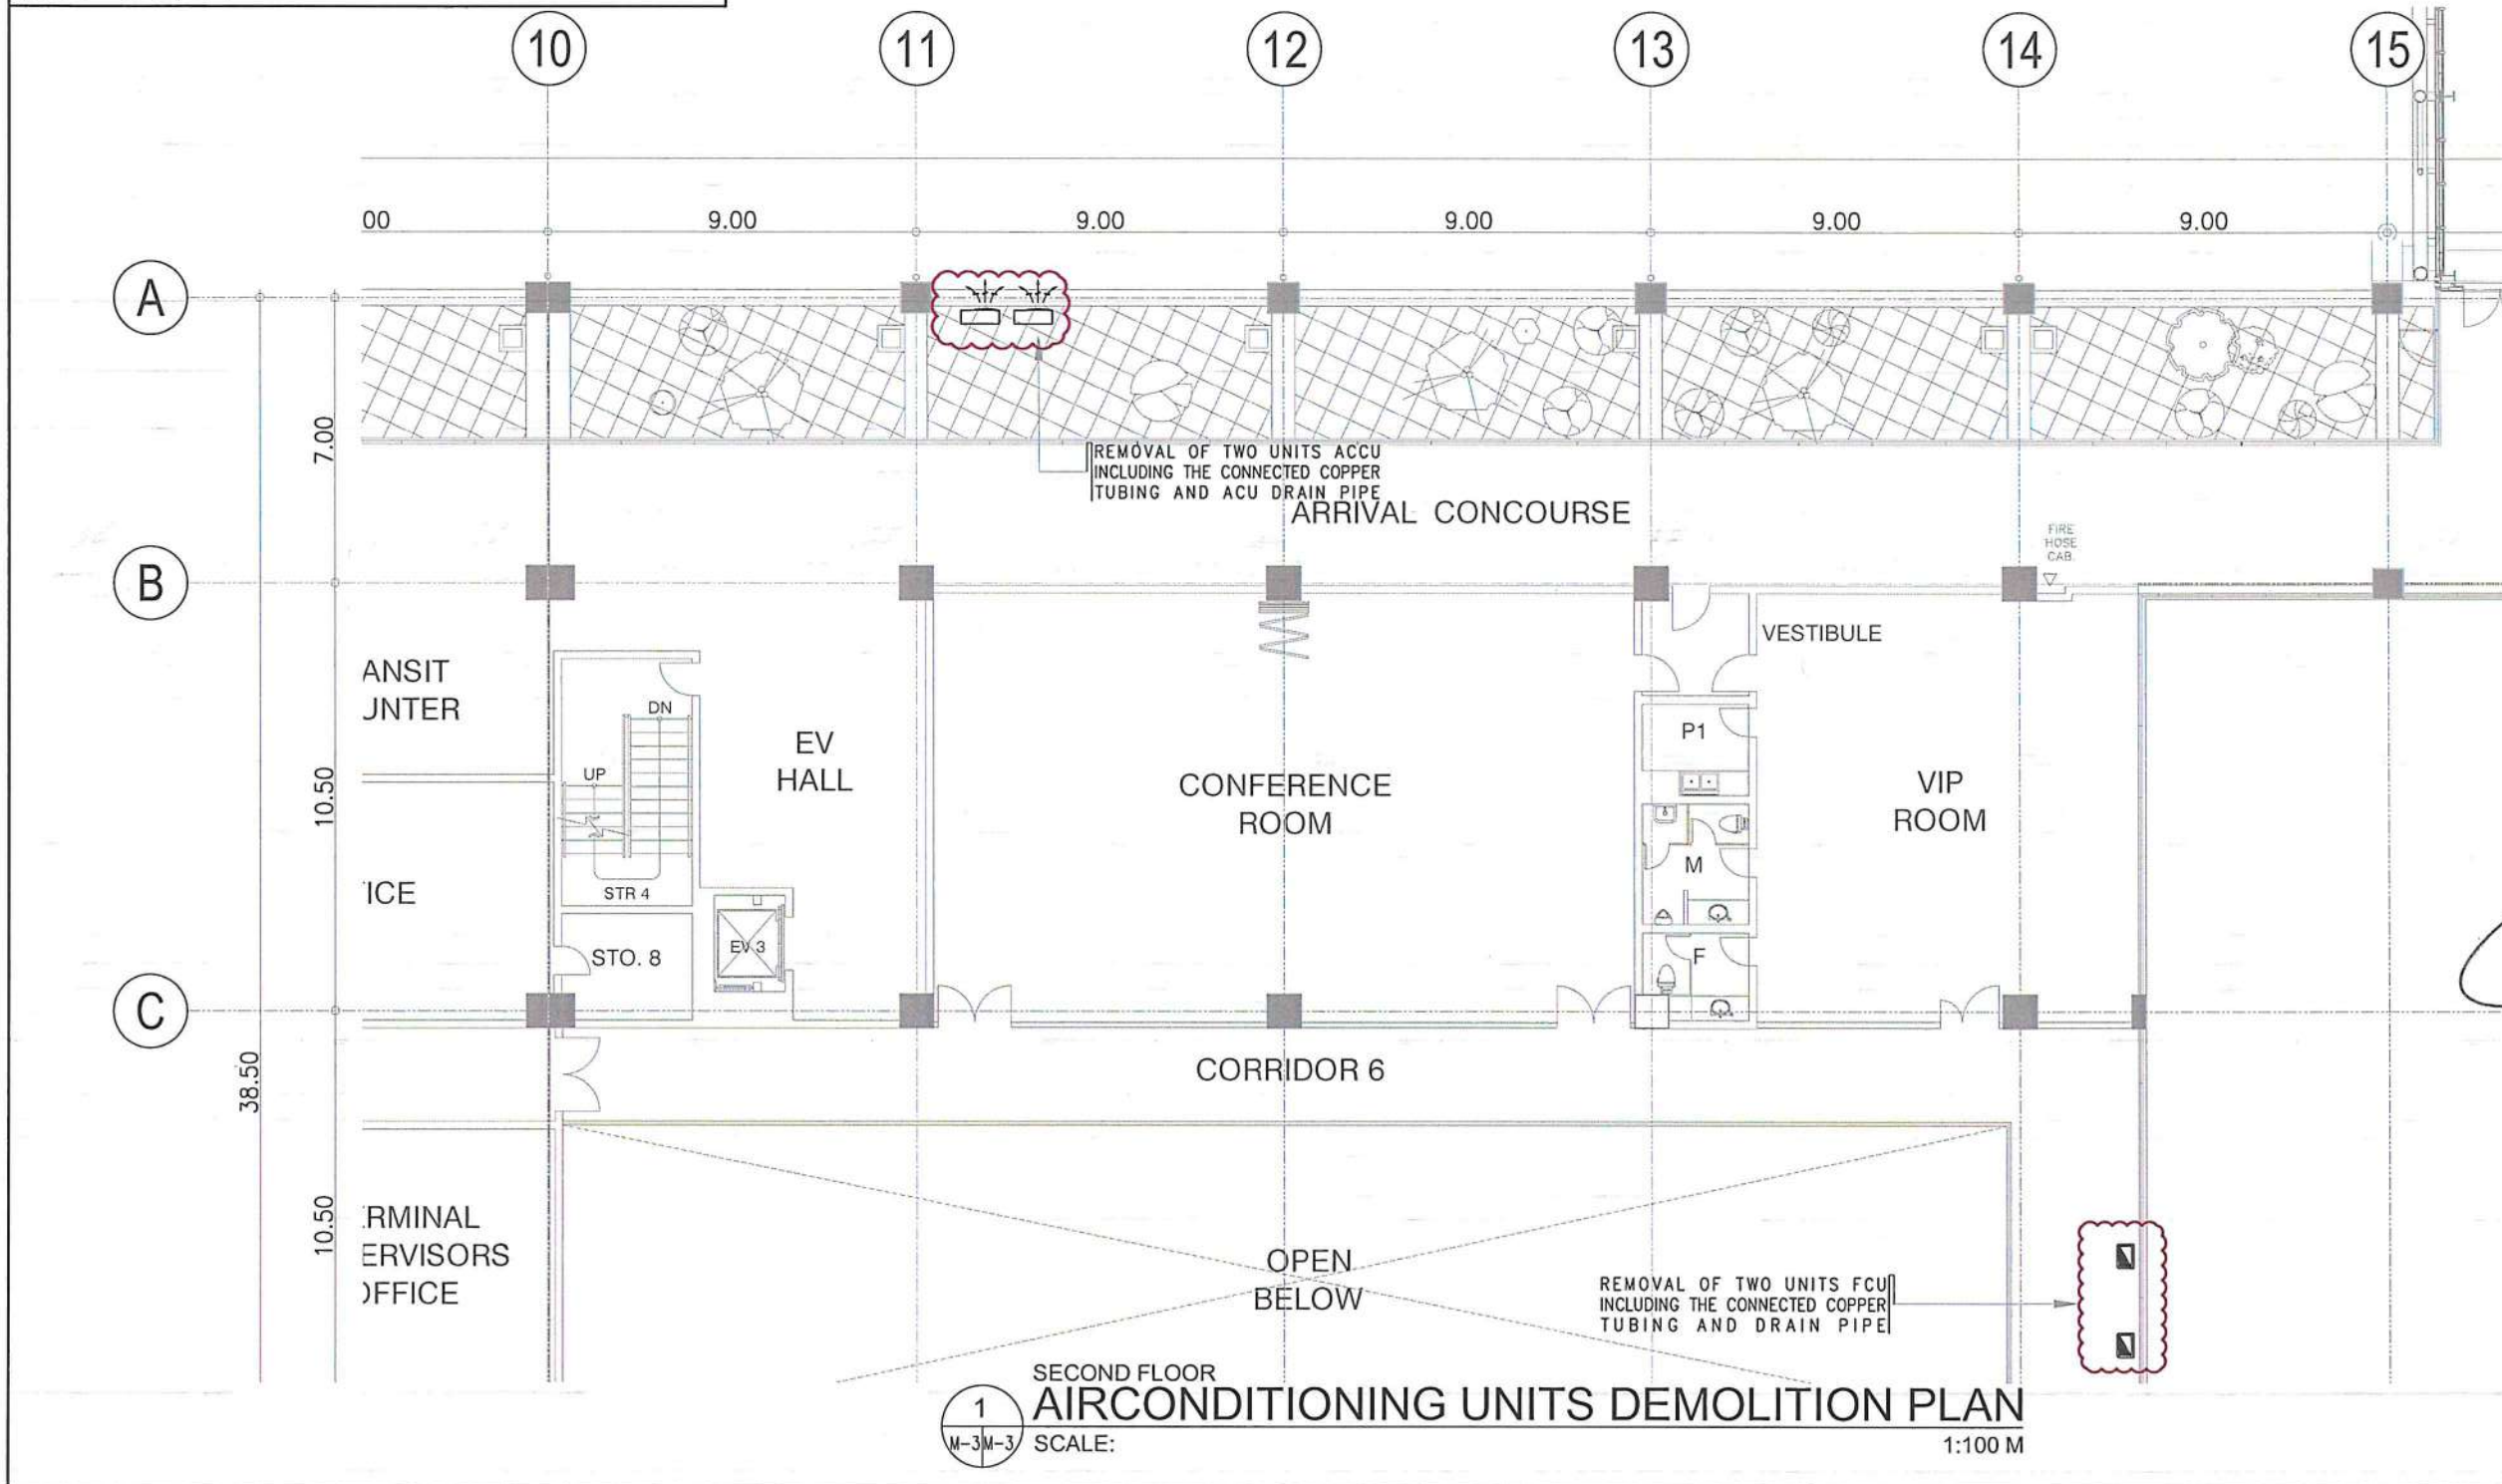 10
11
12
13
14
15
00
9.00
9.00
9.00
9.00
9.00
A
7.00
REMOVAL OF TWO UNITS ACCU
INCLUDING THE CONNECTED COPPER
TUBING AND ACU DRAIN PIPE
ARRIVAL CONCOURSE
FIRE
HOSE
CAB.
B
VESTIBULE
ANSIT
UNTER
DN
UP
EV
HALL
10.50
CONFERENCE
ROOM
P1
VIP
ROOM
M
ICE
STR 4
EV 3
STO. 8
F
C
38.50
CORRIDOR 6
10.50
RMINAL
ERVISORS
OFFICE
OPEN
BELOW
REMOVAL OF TWO UNITS FCU
INCLUDING THE CONNECTED COPPER
TUBING AND DRAIN PIPE
SECOND FLOOR
1
AIRCONDITIONING UNITS DEMOLITION PLAN
M-3 M-3
SCALE:
1:100 M